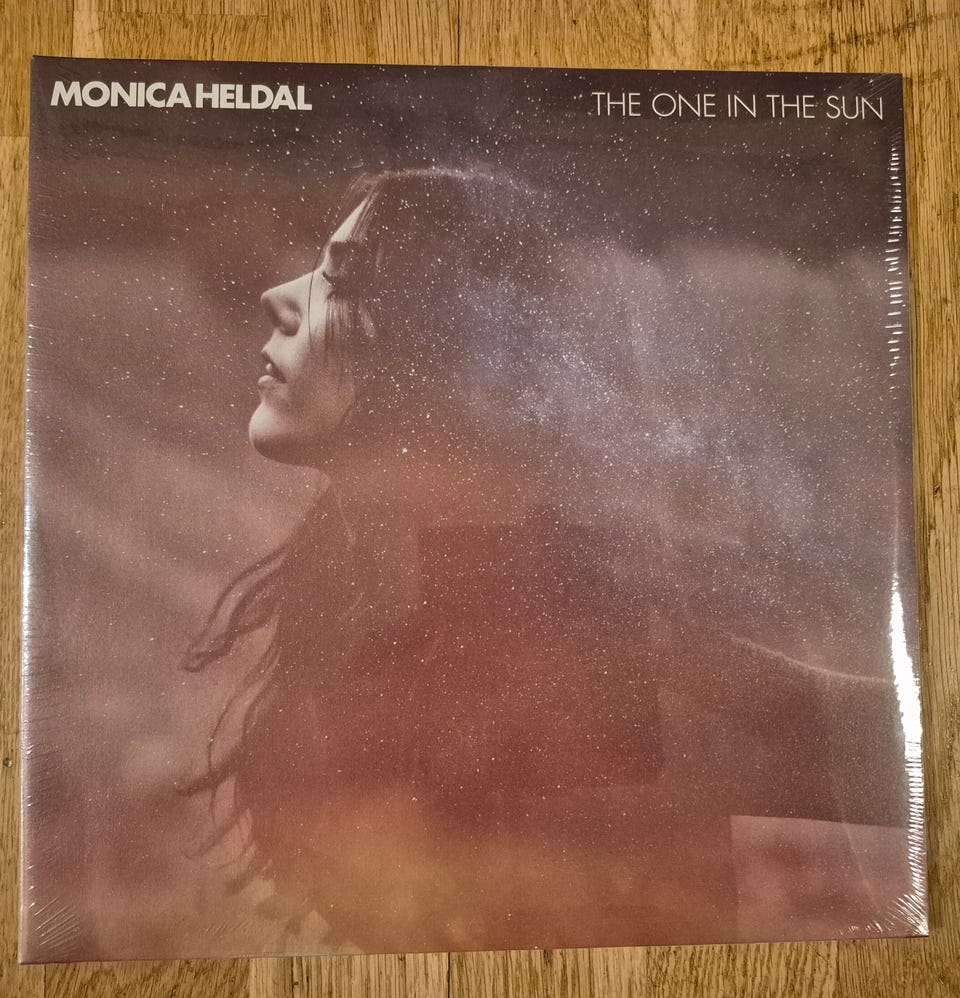 MONICA HELDAL
THE ONE IN THE SUN